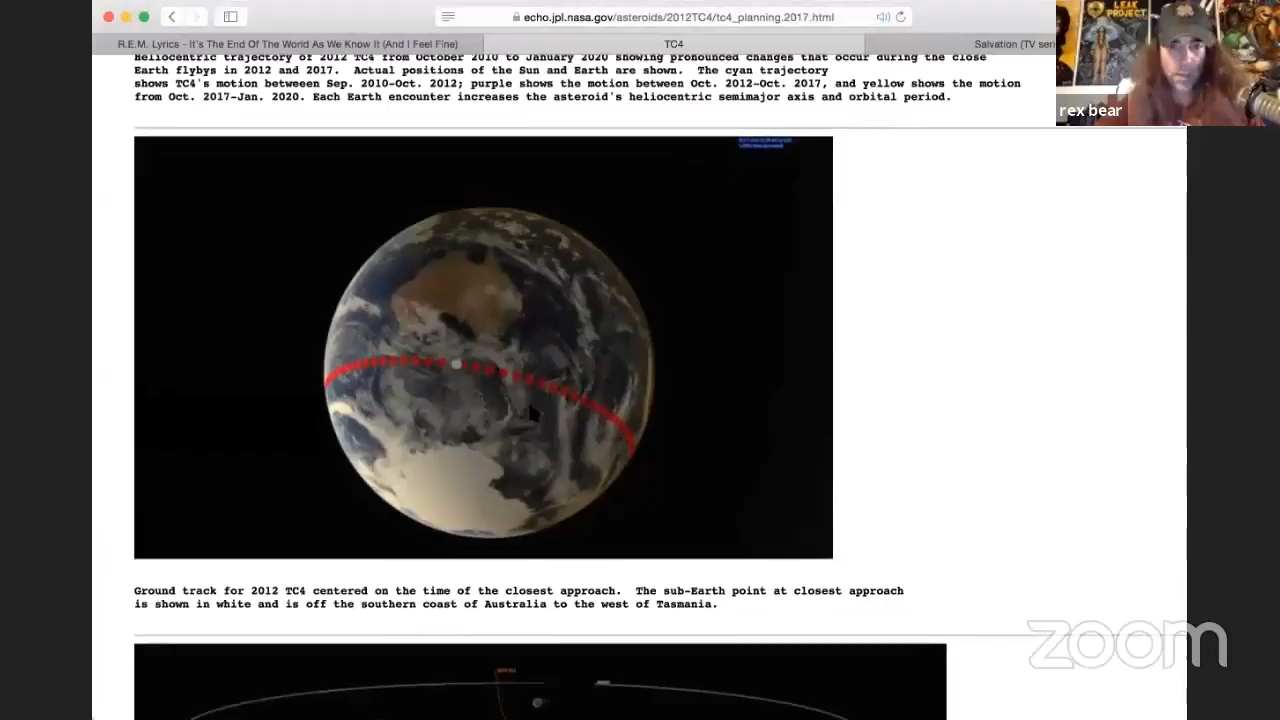 echo.jpl.nasa.gov/asteroids/2012TC4/tc4_planning.2017.html
R.E.M. Lyrics - It's The End Of The World As We Know It (And I Feel Fine)
TC4
Salvation (TV seri
LEAK
PROJECT
rex bear
Heliocentric trajectory of 2012 TC4 from October 2010 to January 2020 showing pronounced changes that occur during the close
Earth flybys in 2012 and 2017. Actual positions of the Sun and Earth are shown. The cyan trajectory
shows TC4's motion betweeen Sep. 2010-Oct. 2012; purple shows the motion between Oct. 2012-Oct. 2017, and yellow shows the motion
from Oct. 2017-Jan. 2020. Each Earth encounter increases the asteroid's heliocentric semimajor axis and orbital period.
Ground track for 2012 TC4 centered on the time of the closest approach. The sub-Earth point at closest approach
is shown in white and is off the southern coast of Australia to the west of Tasmania.
zoom